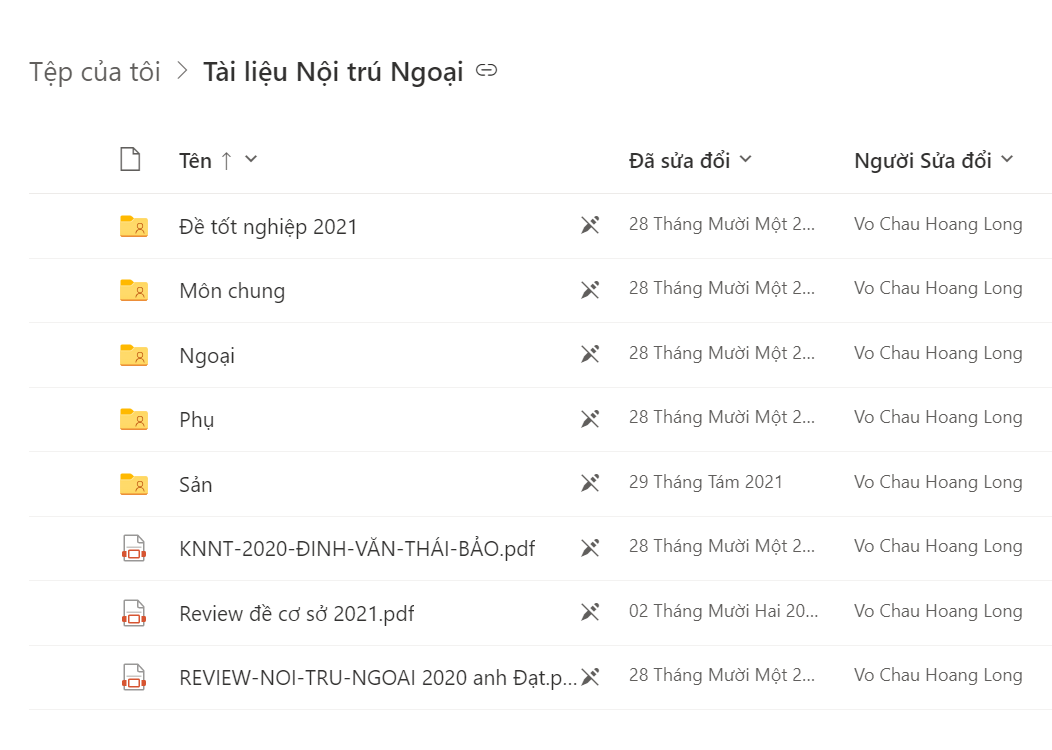 Tệp của tôi > Tài liệu Nội trú Ngoại
Tên ↑ Đã sửa đổi Người Sửa đổi
Đề tốt nghiệp 2021 28 Tháng Mười Một 2... Vo Chau Hoang Long
Môn chung 28 Tháng Mười Một 2... Vo Chau Hoang Long
Ngoại 28 Tháng Mười Một 2... Vo Chau Hoang Long
Phụ 28 Tháng Mười Một 2... Vo Chau Hoang Long
Sản 29 Tháng Tám 2021 Vo Chau Hoang Long
KNNT-2020-ĐINH-VĂN-THÁI-BẢO.pdf 28 Tháng Mười Một 2... Vo Chau Hoang Long
Review đề cơ sở 2021.pdf 02 Tháng Mười Hai 20... Vo Chau Hoang Long
REVIEW-NOI-TRU-NGOAI 2020 anh Đạt.p... 28 Tháng Mười Một 2... Vo Chau Hoang Long